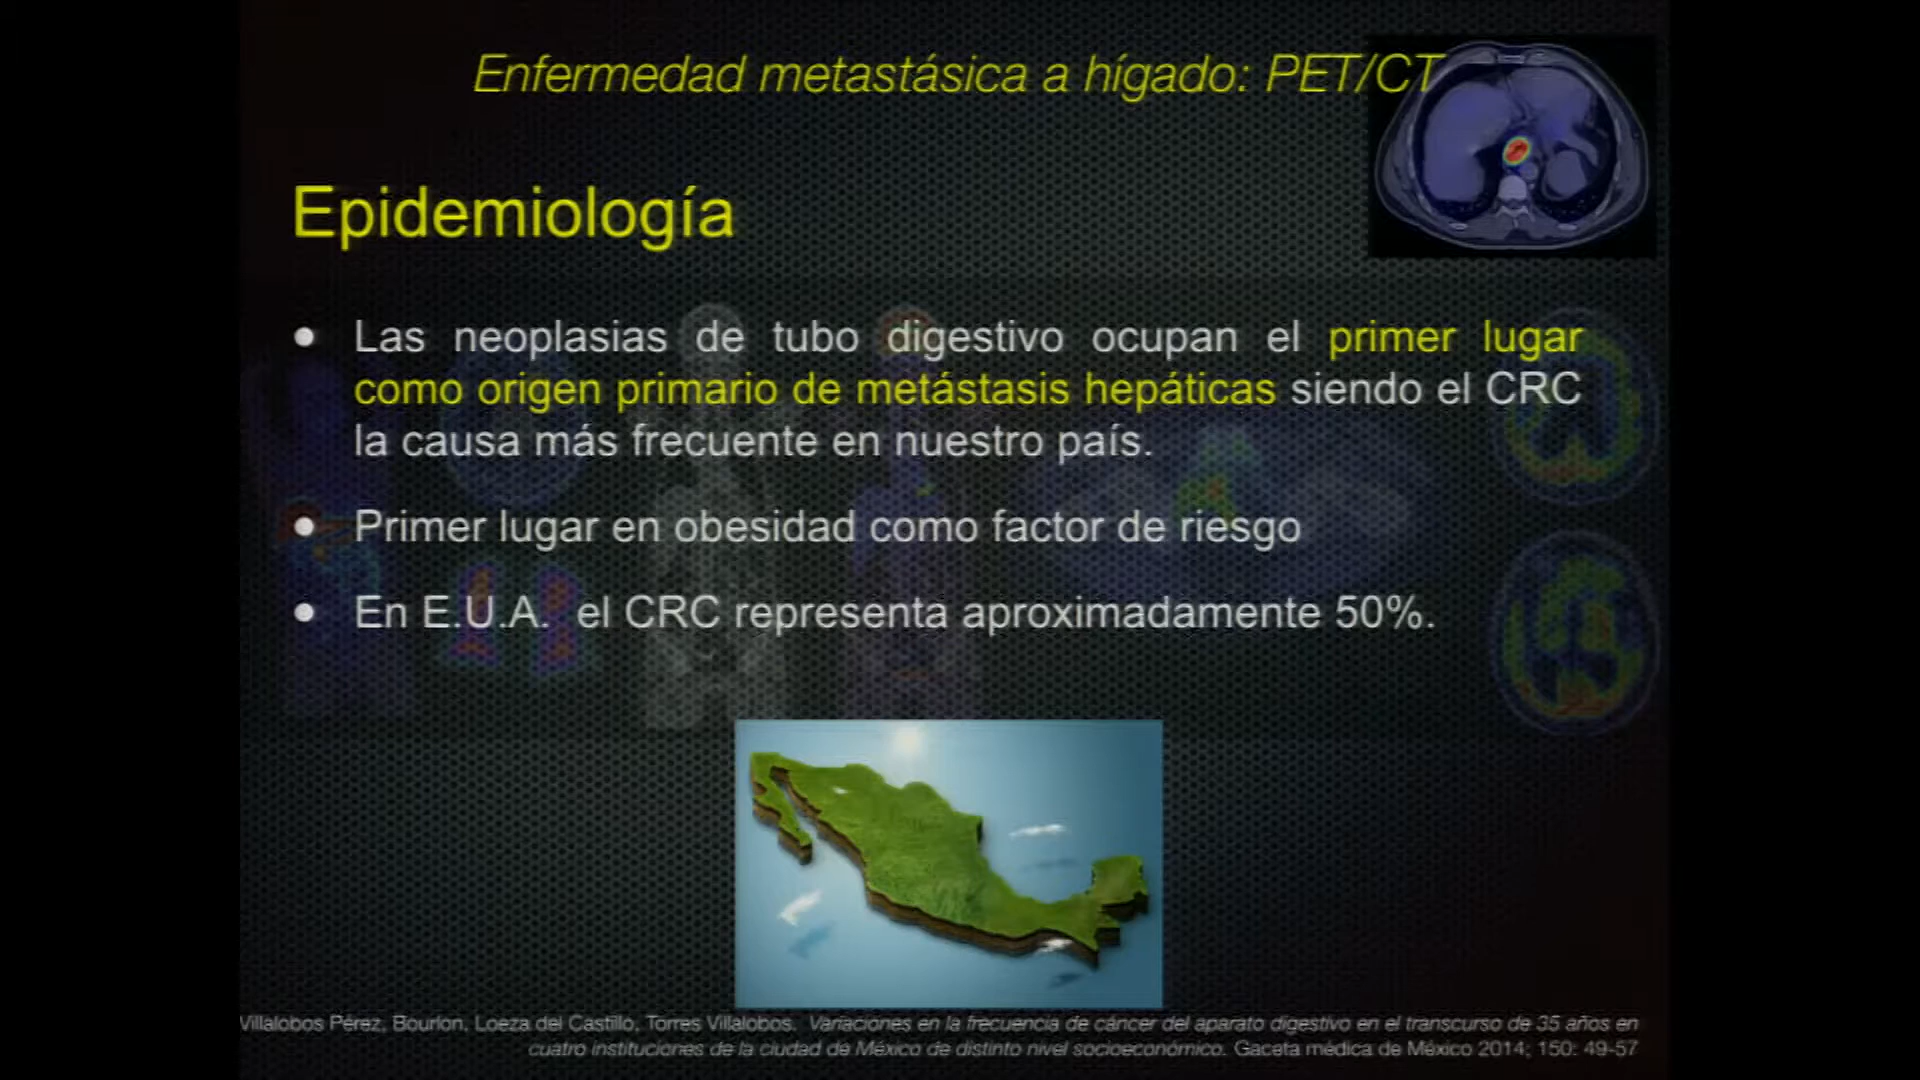 Enfermedad metastásica a hígado: PET/CT
Epidemiología
● Las neoplasias de tubo digestivo ocupan el primer lugar
como origen primario de metástasis hepáticas siendo el CRC
la causa más frecuente en nuestro país.
● Primer lugar en obesidad como factor de riesgo
● En E.U.A. el CRC representa aproximadamente 50%.
Villalobos Pérez, Bourlon, Loeza del Castillo, Torres Villalobos. Variaciones en la frecuencia de cáncer del aparato digestivo en el transcurso de 35 años en
cuatro instituciones de la ciudad de México de distinto nivel socioeconómico. Gaceta médica de México 2014; 150: 49-57